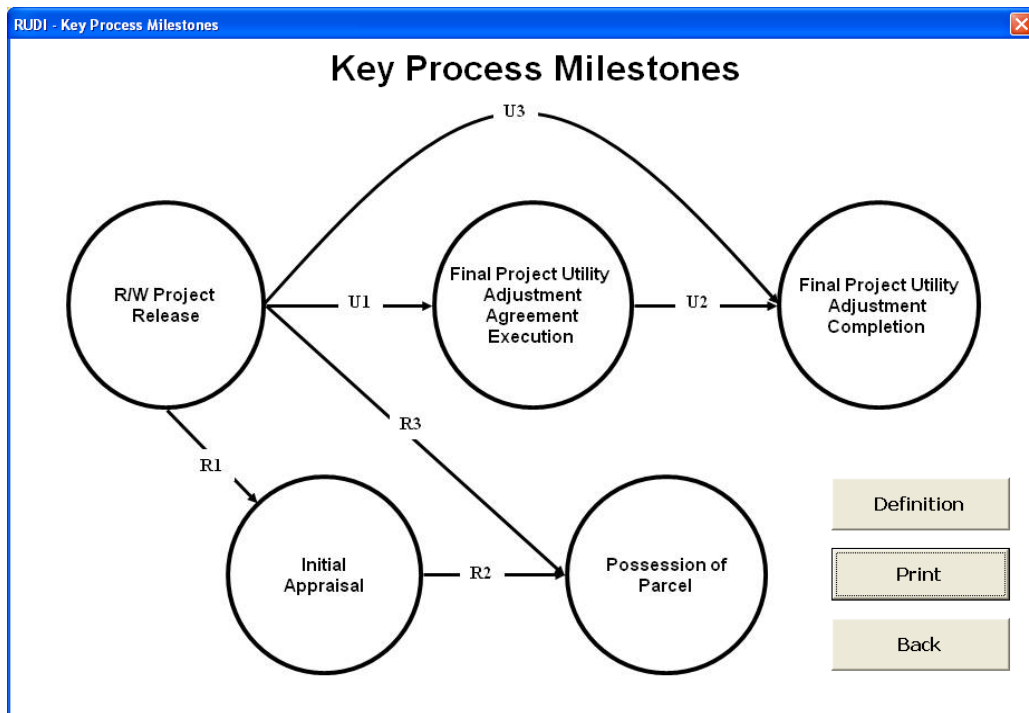 RUDI - Key Process Milestones
Key Process Milestones
U3
R/W Project
Release
U1
Final Project Utility
Adjustment
Agreement
Execution
U2
Final Project Utility
Adjustment
Completion
R3
R1
Initial
Appraisal
R2
Possession of
Parcel
Definition
Print
Back